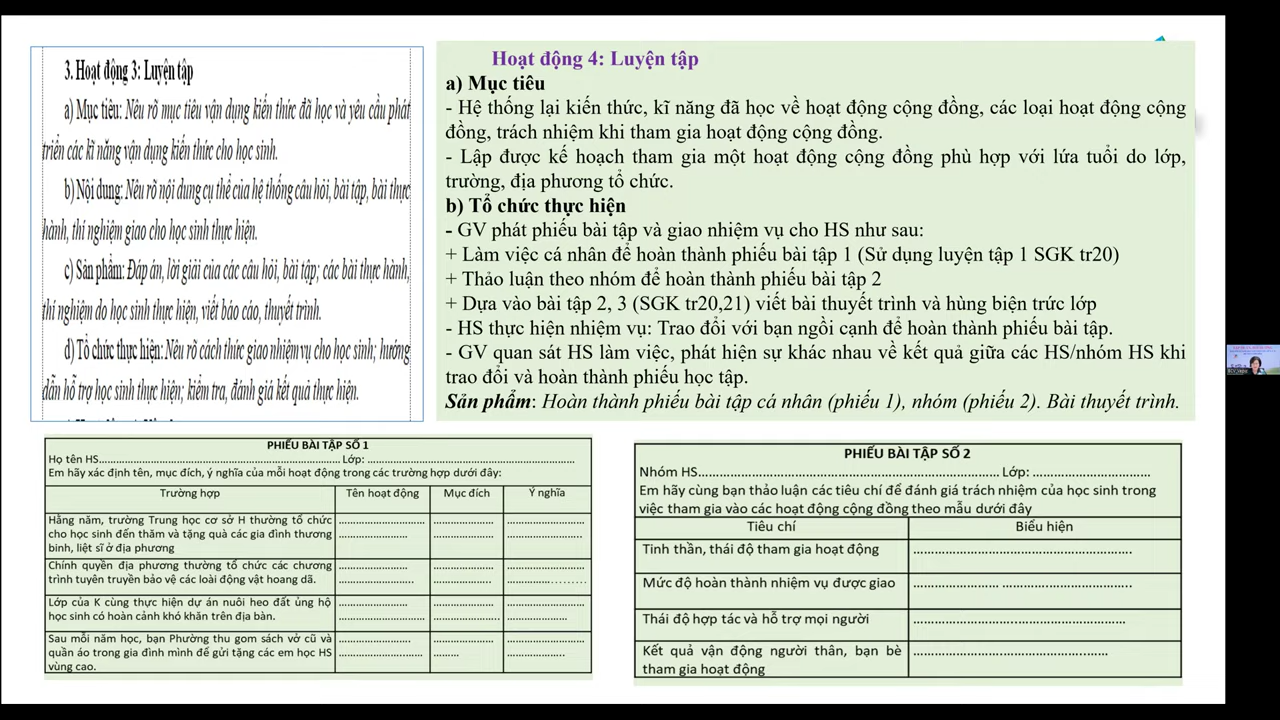 3. Hoạt động 3: Luyện tập
a) Mục tiêu: Nêu rõ mục tiêu vận dụng kiến thức đã học và yêu cầu phát
triển các kĩ năng vận dụng kiến thức cho học sinh.
b) Nội dung: Nêu rõ nội dung cụ thể của hệ thống câu hỏi, bài tập, bài thực
hành, thí nghiệm giao cho học sinh thực hiện.
c) Sản phẩm: Đáp án, lời giải của các câu hỏi, bài tập; các bài thực hành,
thí nghiệm do học sinh thực hiện, viết báo cáo, thuyết trình.
d) Tổ chức thực hiện: Nêu rõ cách thức giao nhiệm vụ cho học sinh; hướng
dẫn hỗ trợ học sinh thực hiện; kiểm tra, đánh giá kết quả thực hiện.
Hoạt động 4: Luyện tập
a) Mục tiêu
- Hệ thống lại kiến thức, kĩ năng đã học về hoạt động cộng đồng, các loại hoạt động cộng
đồng, trách nhiệm khi tham gia hoạt động cộng đồng.
- Lập được kế hoạch tham gia một hoạt động cộng đồng phù hợp với lứa tuổi do lớp,
trường, địa phương tổ chức.
b) Tổ chức thực hiện
- GV phát phiếu bài tập và giao nhiệm vụ cho HS như sau:
+ Làm việc cá nhân để hoàn thành phiếu bài tập 1 (Sử dụng luyện tập 1 SGK tr20)
+ Thảo luận theo nhóm để hoàn thành phiếu bài tập 2
+ Dựa vào bài tập 2, 3 (SGK tr20,21) viết bài thuyết trình và hùng biện trức lớp
- HS thực hiện nhiệm vụ: Trao đổi với bạn ngồi cạnh để hoàn thành phiếu bài tập.
- GV quan sát HS làm việc, phát hiện sự khác nhau về kết quả giữa các HS/nhóm HS khi
trao đổi và hoàn thành phiếu học tập.
Sản phẩm: Hoàn thành phiếu bài tập cá nhân (phiếu 1), nhóm (phiếu 2). Bài thuyết trình.
PHIẾU BÀI TẬP SỐ 1
Họ tên HS.......................................................................... Lớp: ..............................................................
Em hãy xác định tên, mục đích, ý nghĩa của mỗi hoạt động trong các trường hợp dưới đây:
Trường hợp Tên hoạt động Mục đích Ý nghĩa
Hằng năm, trường Trung học cơ sở H thường tổ chức
cho học sinh đến thăm và tặng quà các gia đình thương
binh, liệt sĩ ở địa phương
Chính quyền địa phương thường tổ chức các chương
trình tuyên truyền bảo vệ các loài động vật hoang dã.
Lớp của K cùng thực hiện dự án nuôi heo đất ủng hộ
học sinh có hoàn cảnh khó khăn trên địa bàn.
Sau mỗi năm học, bạn Phường thu gom sách vở cũ và
quần áo trong gia đình mình để gửi tặng các em học HS
vùng cao.
PHIẾU BÀI TẬP SỐ 2
Nhóm HS.......................................................................... Lớp: .............................
Em hãy cùng bạn thảo luận các tiêu chí để đánh giá trách nhiệm của học sinh trong
việc tham gia vào các hoạt động cộng đồng theo mẫu dưới đây
Tiêu chí Biểu hiện
Tinh thần, thái độ tham gia hoạt động
Mức độ hoàn thành nhiệm vụ được giao
Thái độ hợp tác và hỗ trợ mọi người
Kết quả vận động người thân, bạn bè
tham gia hoạt động